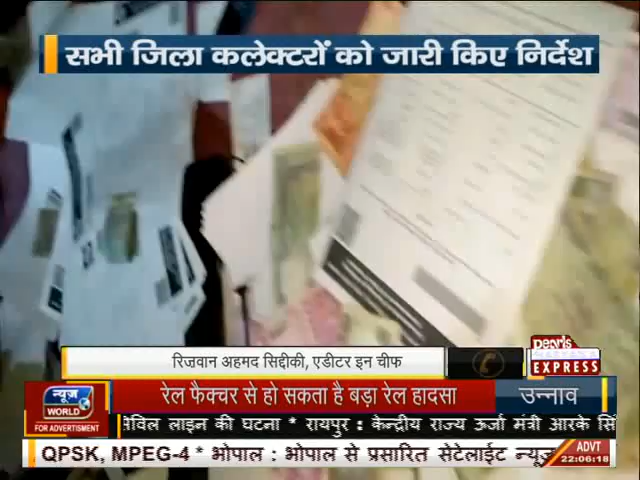 सभी जिला कलेक्टरों को जारी किए निर्देश
रिजवान अहमद सिद्दीकी, एडीटर इन चीफ
pearls
EXPRESS
न्यूज़
WORLD
FOR ADVERTISMENT
रेल फैक्चर से हो सकता है बड़ा रेल हादसा
उन्नाव
सिविल लाइन की घटना * रायपुर : केन्द्रीय राज्य ऊर्जा मंत्री आरके सिं
QPSK, MPEG-4 * भोपाल : भोपाल से प्रसारित सेटेलाईट न्यूज़
ADVT
22:06:18